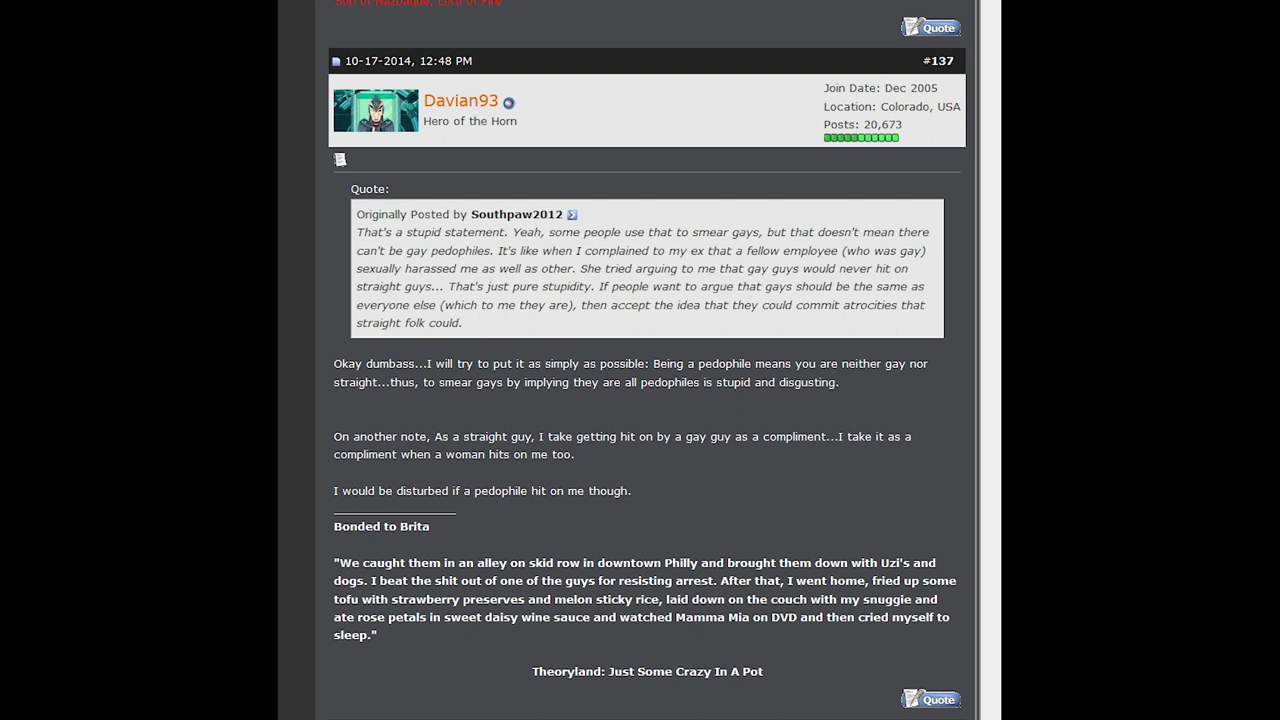 Son of Nazbaque, Lord of Fire
Quote
10-17-2014, 12:48 PM #137
Davian93
Hero of the Horn
Join Date: Dec 2005
Location: Colorado, USA
Posts: 20,673
Quote:
Originally Posted by Southpaw2012
That's a stupid statement. Yeah, some people use that to smear gays, but that doesn't mean there
can't be gay pedophiles. It's like when I complained to my ex that a fellow employee (who was gay)
sexually harassed me as well as other. She tried arguing to me that gay guys would never hit on
straight guys... That's just pure stupidity. If people want to argue that gays should be the same as
everyone else (which to me they are), then accept the idea that they could commit atrocities that
straight folk could.
Okay dumbass...I will try to put it as simply as possible: Being a pedophile means you are neither gay nor
straight...thus, to smear gays by implying they are all pedophiles is stupid and disgusting.
On another note, As a straight guy, I take getting hit on by a gay guy as a compliment...I take it as a
compliment when a woman hits on me too.
I would be disturbed if a pedophile hit on me though.
Bonded to Brita
"We caught them in an alley on skid row in downtown Philly and brought them down with Uzi's and
dogs. I beat the shit out of one of the guys for resisting arrest. After that, I went home, fried up some
tofu with strawberry preserves and melon sticky rice, laid down on the couch with my snuggie and
ate rose petals in sweet daisy wine sauce and watched Mamma Mia on DVD and then cried myself to
sleep."
Theoryland: Just Some Crazy In A Pot
Quote